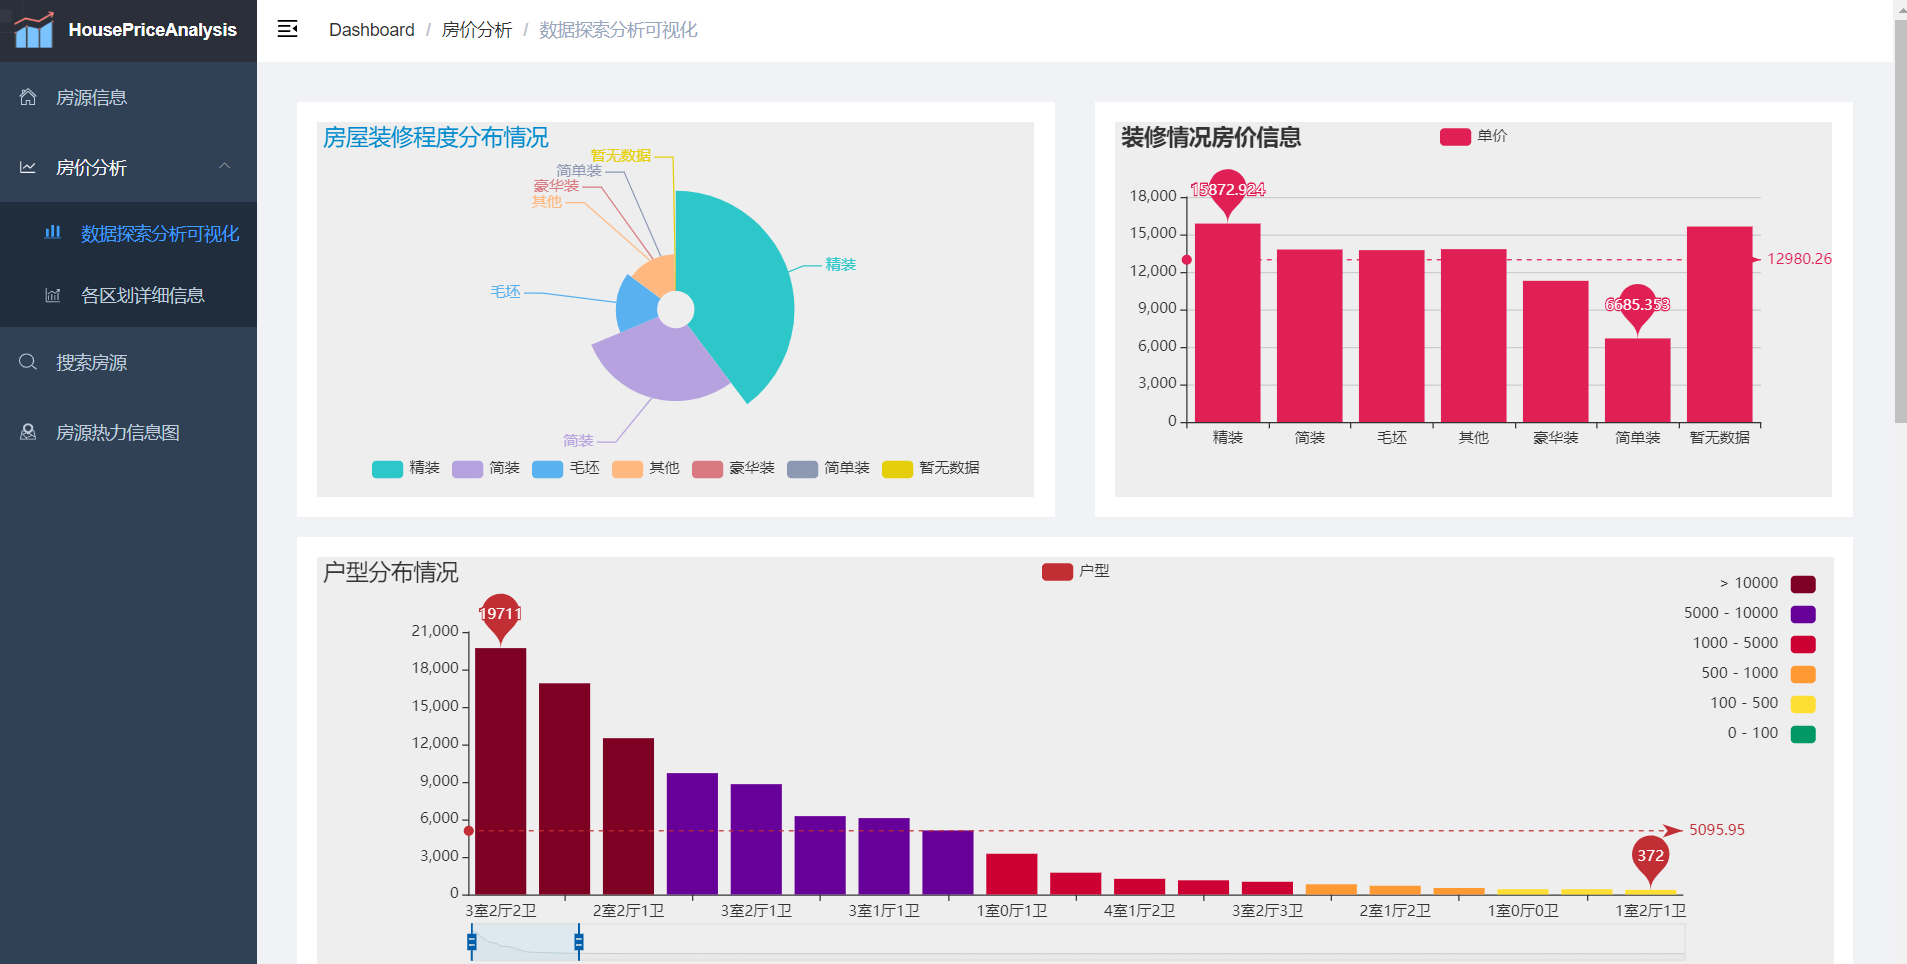 HousePriceAnalysis
Dashboard / 房价分析 / 数据探索分析可视化
房源信息
房价分析
数据探索分析可视化
各区划详细信息
搜索房源
房源热力信息图
房屋装修程度分布情况
暂无数据
简单装
豪华装
其他
精装
毛坯
简装
精装 简装 毛坯 其他 豪华装 简单装 暂无数据
装修情况房价信息
单价
18,000
15,000
12,000
9,000
6,000
3,000
0
15872.924
12980.26
6685.353
精装 简装 毛坯 其他 豪华装 简单装 暂无数据
户型分布情况
户型
> 10000
5000 - 10000
1000 - 5000
500 - 1000
100 - 500
0 - 100
19711
21,000
18,000
15,000
12,000
9,000
6,000
3,000
0
5095.95
372
3室2厅2卫 2室2厅1卫 3室2厅1卫 3室1厅1卫 1室0厅1卫 4室1厅2卫 3室2厅3卫 2室1厅2卫 1室0厅0卫 1室2厅1卫